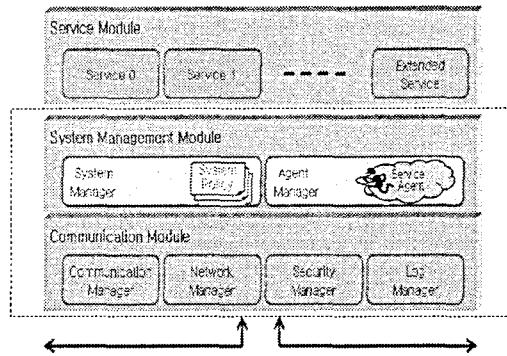 Service Module
Service 0
Service 1
Extended
Service
System Management Module
System
Manager
System
Policy
Agent
Manager
Service
Agent
Communication Module
Communication
Manager
Network
Manager
Security
Manager
Log
Manager